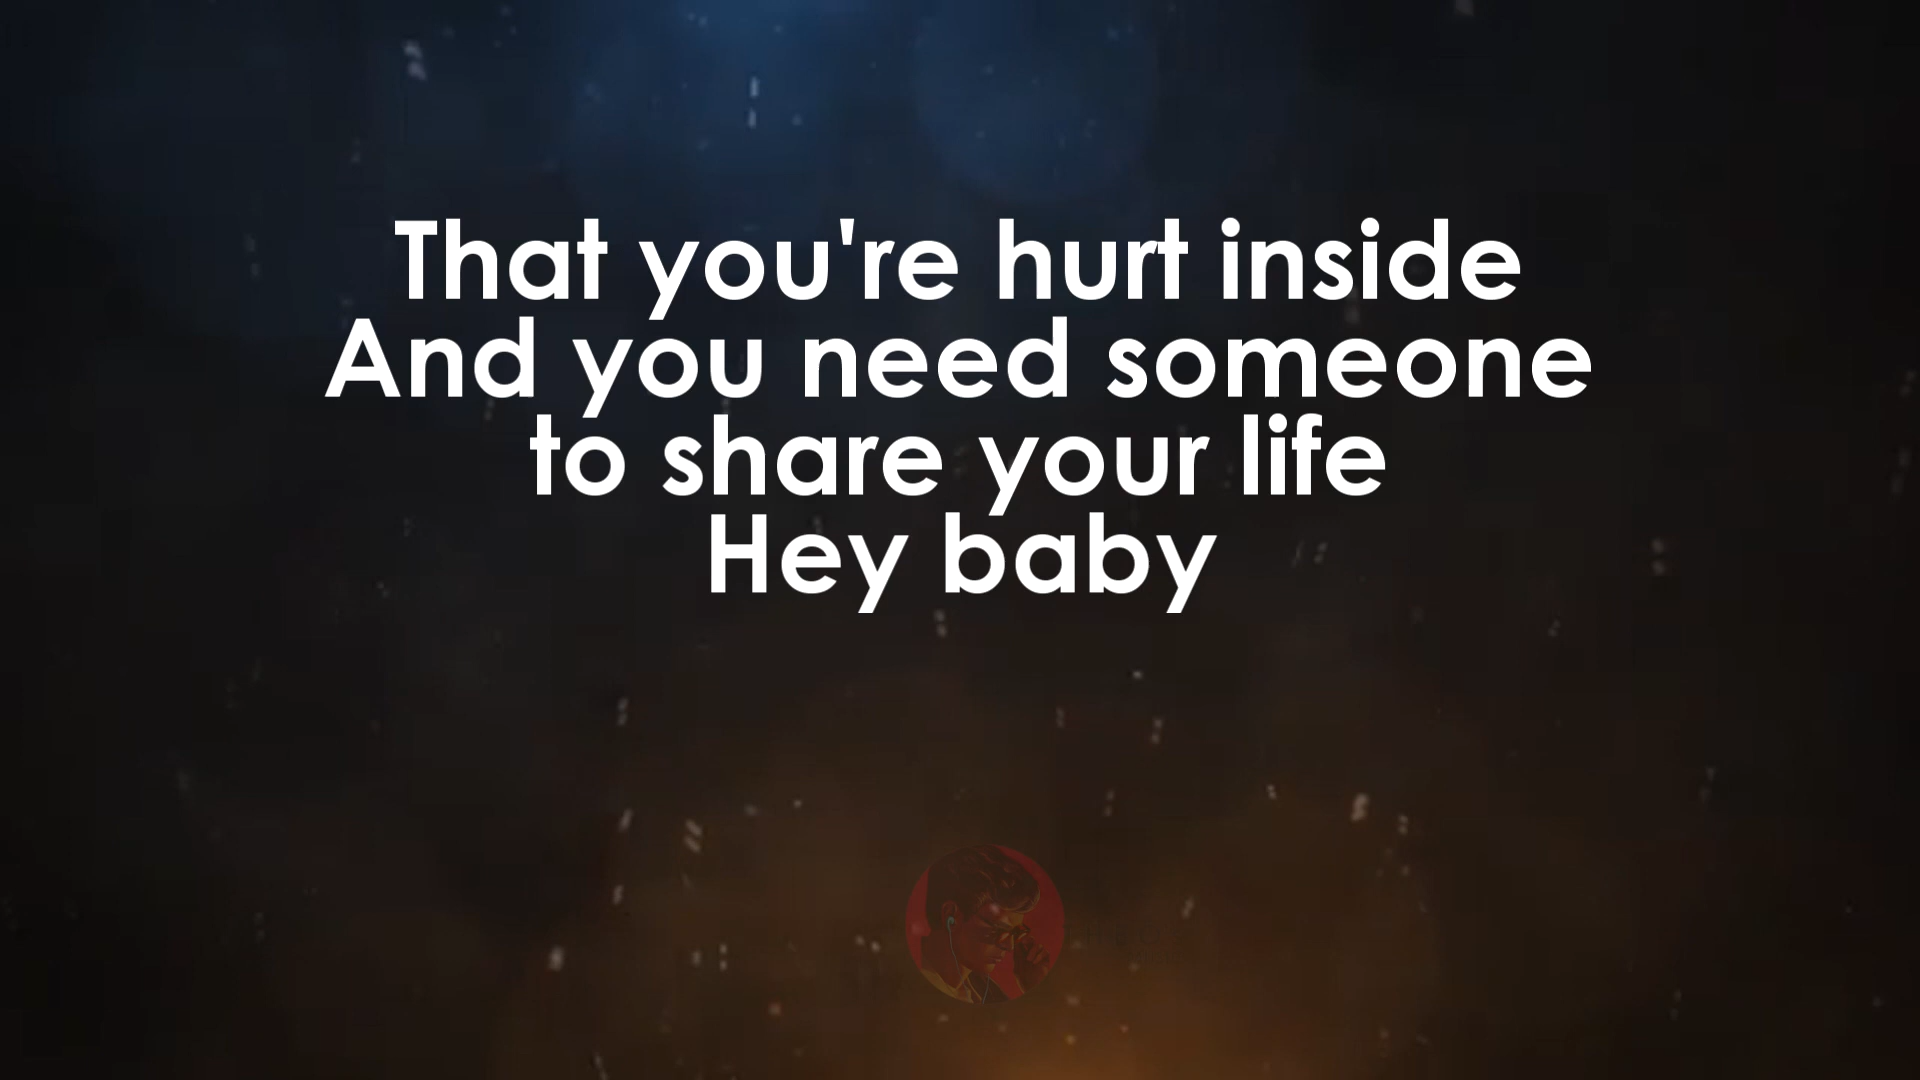 That you're hurt inside
And you need someone
to share your life
Hey baby